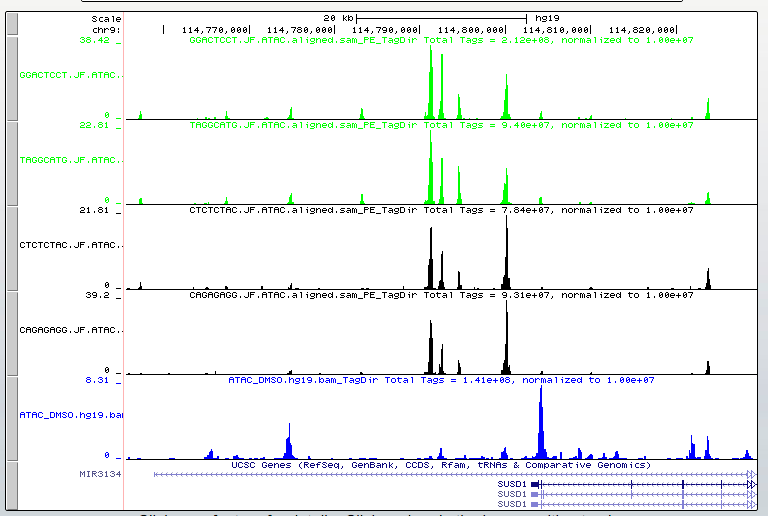 Scale 20 kb hg19
chr9: 114,770,000 114,780,000 114,790,000 114,800,000 114,810,000 114,820,000
38.42 _ GGACTCCT.JF.ATAC.aligned.sam_PE_TagDir Total Tags = 2.12e+08, normalized to 1.00e+07
GGACTCCT.JF.ATAC.
0 _
22.81 _ TAGGCATG.JF.ATAC.aligned.sam_PE_TagDir Total Tags = 9.40e+07, normalized to 1.00e+07
TAGGCATG.JF.ATAC.
0 _
21.81 _ CTCTCTAC.JF.ATAC.aligned.sam_PE_TagDir Total Tags = 7.84e+07, normalized to 1.00e+07
CTCTCTAC.JF.ATAC.
0 _
39.2 _ CAGAGAGG.JF.ATAC.aligned.sam_PE_TagDir Total Tags = 9.31e+07, normalized to 1.00e+07
CAGAGAGG.JF.ATAC.
0 _
8.31 _ ATAC_DMSO.hg19.bam_TagDir Total Tags = 1.41e+08, normalized to 1.00e+07
ATAC_DMSO.hg19.ba
0 _
UCSC Genes (RefSeq, GenBank, CCDS, Rfam, tRNAs & Comparative Genomics)
MIR3134
SUSD1
SUSD1
SUSD1